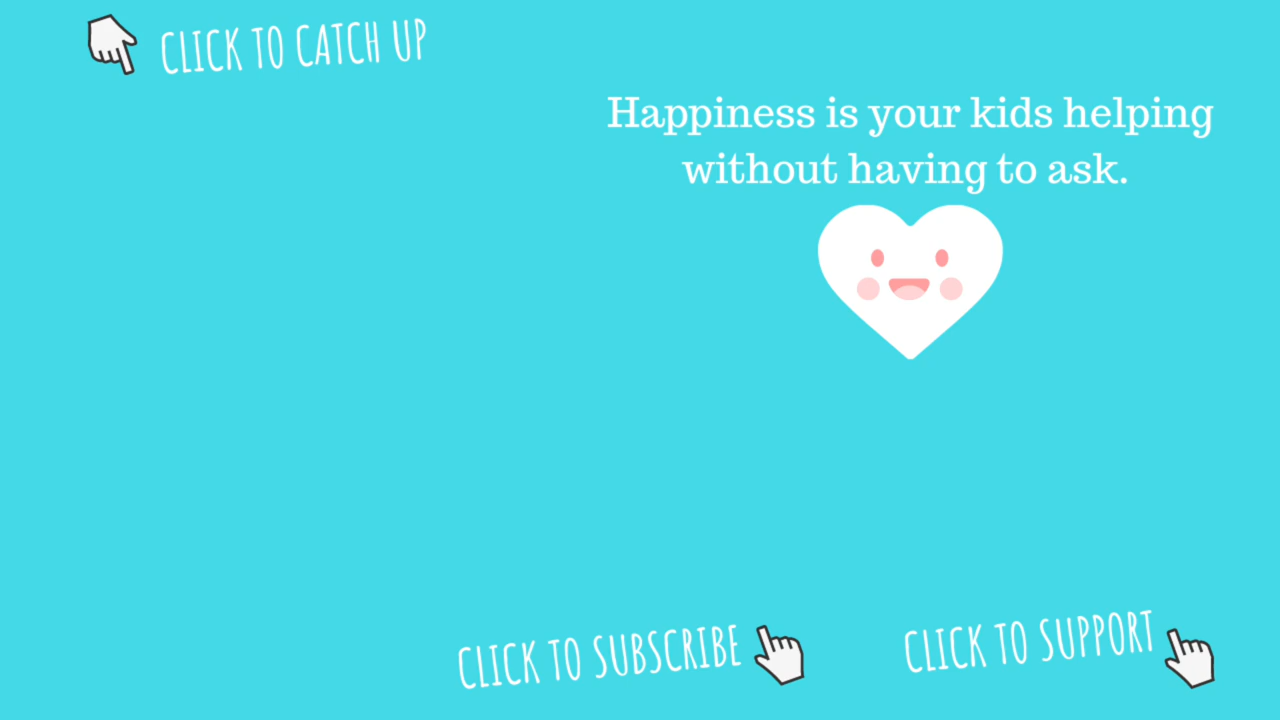 CLICK TO CATCH UP
Happiness is your kids helping
without having to ask.
CLICK TO SUBSCRIBE
CLICK TO SUPPORT